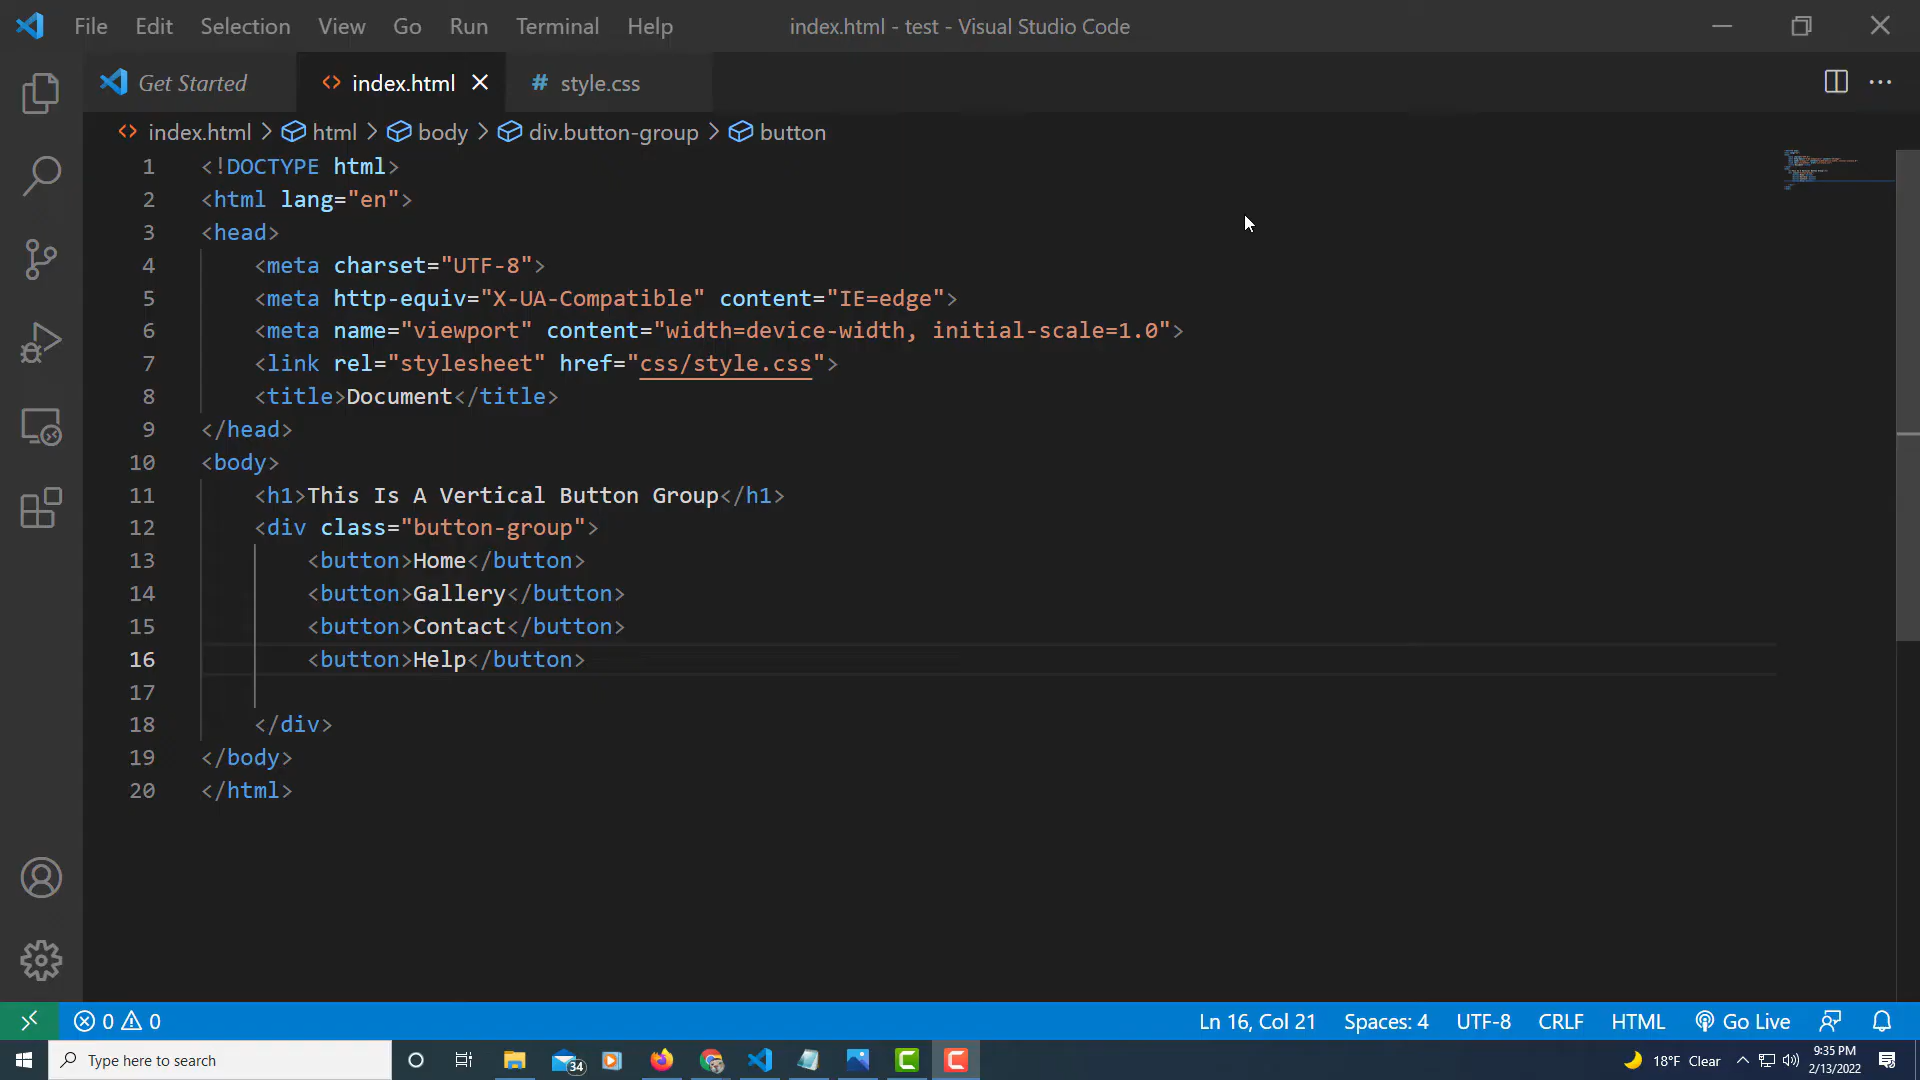 File Edit Selection View Go Run Terminal Help index.html - test - Visual Studio Code
Get Started index.html style.css
index.html > html > body > div.button-group > button
1 <!DOCTYPE html>
2 <html lang="en">
3 <head>
4 <meta charset="UTF-8">
5 <meta http-equiv="X-UA-Compatible" content="IE=edge">
6 <meta name="viewport" content="width=device-width, initial-scale=1.0">
7 <link rel="stylesheet" href="css/style.css">
8 <title>Document</title>
9 </head>
10 <body>
11 <h1>This Is A Vertical Button Group</h1>
12 <div class="button-group">
13 <button>Home</button>
14 <button>Gallery</button>
15 <button>Contact</button>
16 <button>Help</button>
17
18 </div>
19 </body>
20 </html>
0 0 Ln 16, Col 21 Spaces: 4 UTF-8 CRLF HTML Go Live
Type here to search 34 18°F Clear 9:35 PM
2/13/2022